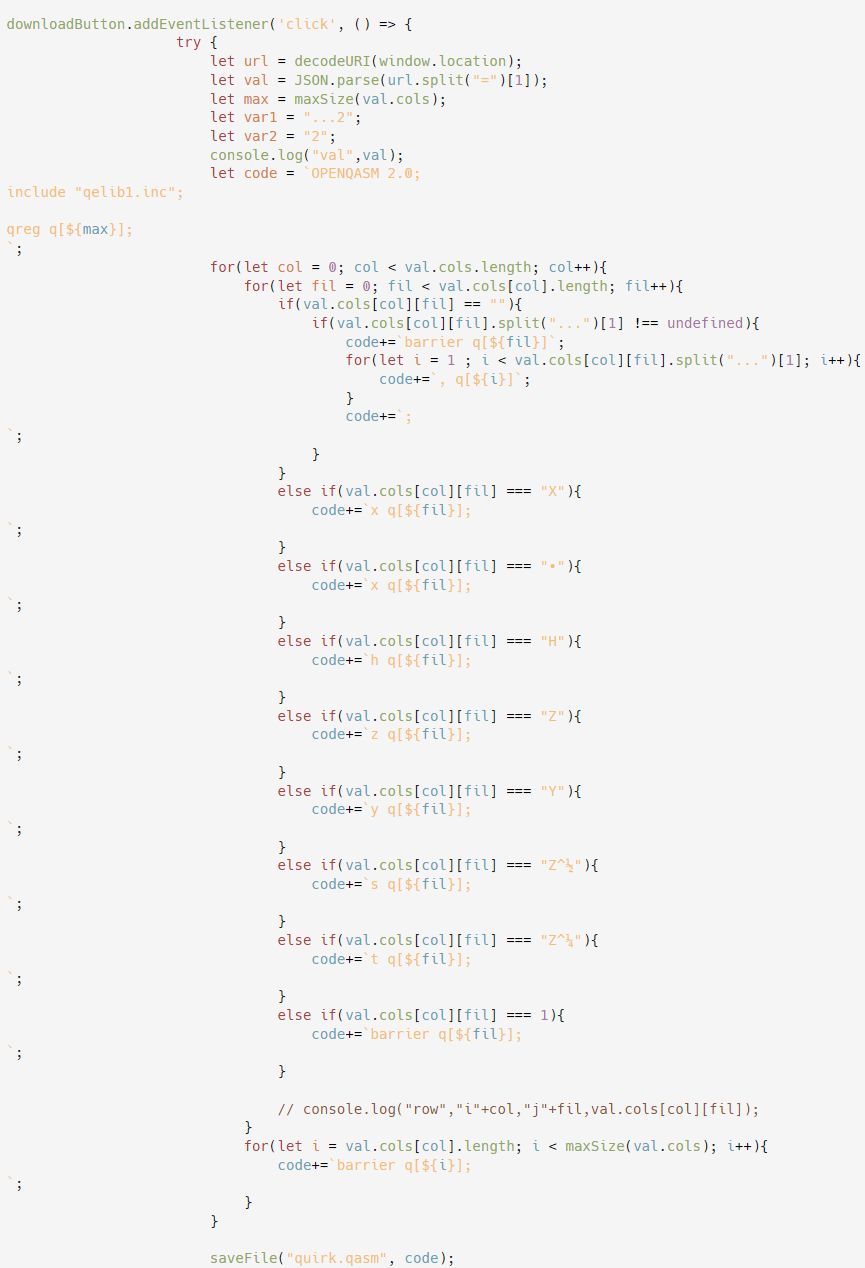 downloadButton.addEventListener('click', () => {
                    try {
                        let url = decodeURI(window.location);
                        let val = JSON.parse(url.split("=")[1]);
                        let max = maxSize(val.cols);
                        let var1 = "...2";
                        let var2 = "2";
                        console.log("val",val);
                        let code = `OPENQASM 2.0;
include "qelib1.inc";

qreg q[${max}];
`;
                        for(let col = 0; col < val.cols.length; col++){
                            for(let fil = 0; fil < val.cols[col].length; fil++){
                                if(val.cols[col][fil] == ""){
                                    if(val.cols[col][fil].split("...")[1] !== undefined){
                                        code+=`barrier q[${fil}]`;
                                        for(let i = 1 ; i < val.cols[col][fil].split("...")[1]; i++){
                                            code+=`, q[${i}]`;
                                        }
                                        code+=`;
`;
                                    }
                                }
                                else if(val.cols[col][fil] === "X"){
                                    code+=`x q[${fil}];
`;
                                }
                                else if(val.cols[col][fil] === "•"){
                                    code+=`x q[${fil}];
`;
                                }
                                else if(val.cols[col][fil] === "H"){
                                    code+=`h q[${fil}];
`;
                                }
                                else if(val.cols[col][fil] === "Z"){
                                    code+=`z q[${fil}];
`;
                                }
                                else if(val.cols[col][fil] === "Y"){
                                    code+=`y q[${fil}];
`;
                                }
                                else if(val.cols[col][fil] === "Z^½"){
                                    code+=`s q[${fil}];
`;
                                }
                                else if(val.cols[col][fil] === "Z^¼"){
                                    code+=`t q[${fil}];
`;
                                }
                                else if(val.cols[col][fil] === 1){
                                    code+=`barrier q[${fil}];
`;
                                }

                                // console.log("row","i"+col,"j"+fil,val.cols[col][fil]);
                            }
                            for(let i = val.cols[col].length; i < maxSize(val.cols); i++){
                                code+=`barrier q[${i}];
`;
                            }
                        }

                        saveFile("quirk.qasm", code);